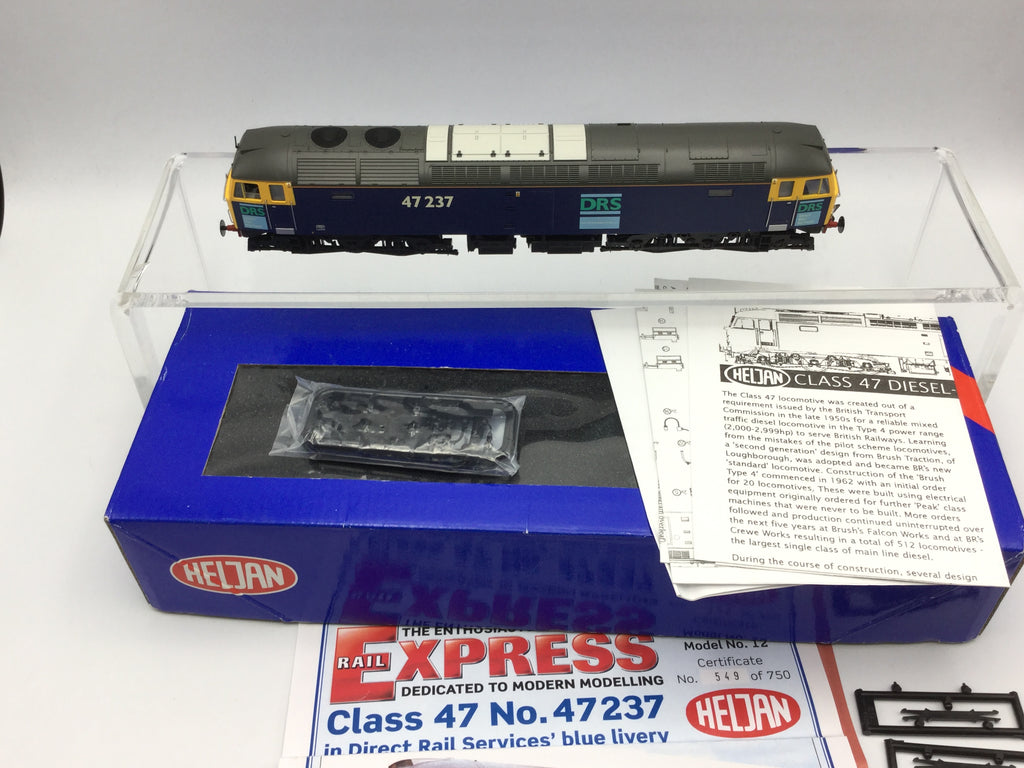 47 237
DRS
DRS
DRS
HELJAN CLASS 47 DIESEL-
The Class 47 locomotive was created out of a
requirement issued by the British Transport
Commission in the late 1950s for a reliable mixed
traffic diesel locomotive in the Type 4 power range
(2,000-2,999hp) to serve British Railways. Learning
from the mistakes of the pilot scheme locomotives,
a 'second generation' design from Brush Traction, of
Loughborough, was adopted and became BR's new
'standard' locomotive. Construction of the 'Brush
Type 4' commenced in 1962 with an initial order
for 20 locomotives. These were built using electrical
equipment originally ordered for further 'Peak' class
machines that were never to be built. More orders
followed and production continued uninterrupted over
the next five years at Brush's Falcon Works and at BR's
Crewe Works resulting in a total of 512 locomotives -
the largest single class of main line diesel.
During the course of construction, several design
HELJAN
THE ENTHUSIAS
RAIL EXPRESS
DEDICATED TO MODERN MODELLING
Model No. 12
Certificate
No. 549 of 750
HELJAN
Class 47 No. 47237
in Direct Rail Services' blue livery